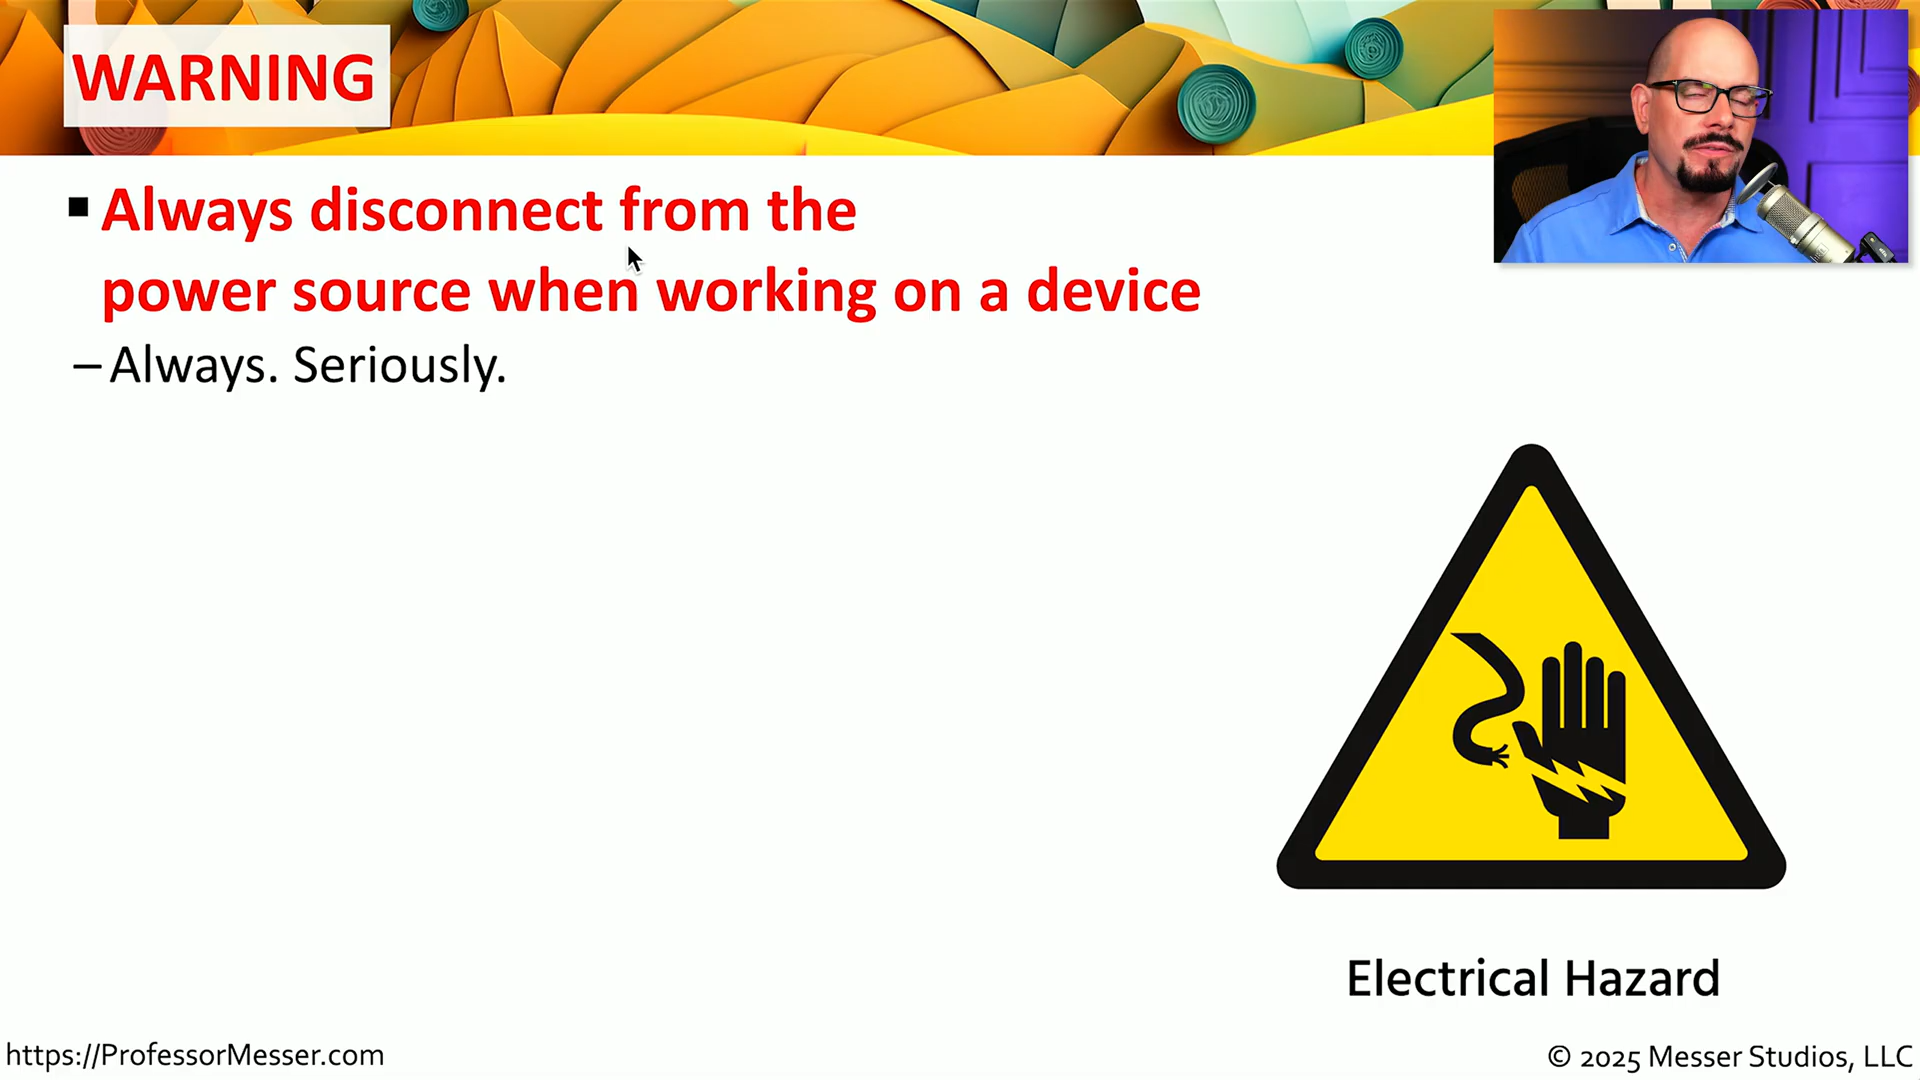 WARNING
▪ Always disconnect from the
power source when working on a device
– Always. Seriously.
Electrical Hazard
https://ProfessorMesser.com
© 2025 Messer Studios, LLC